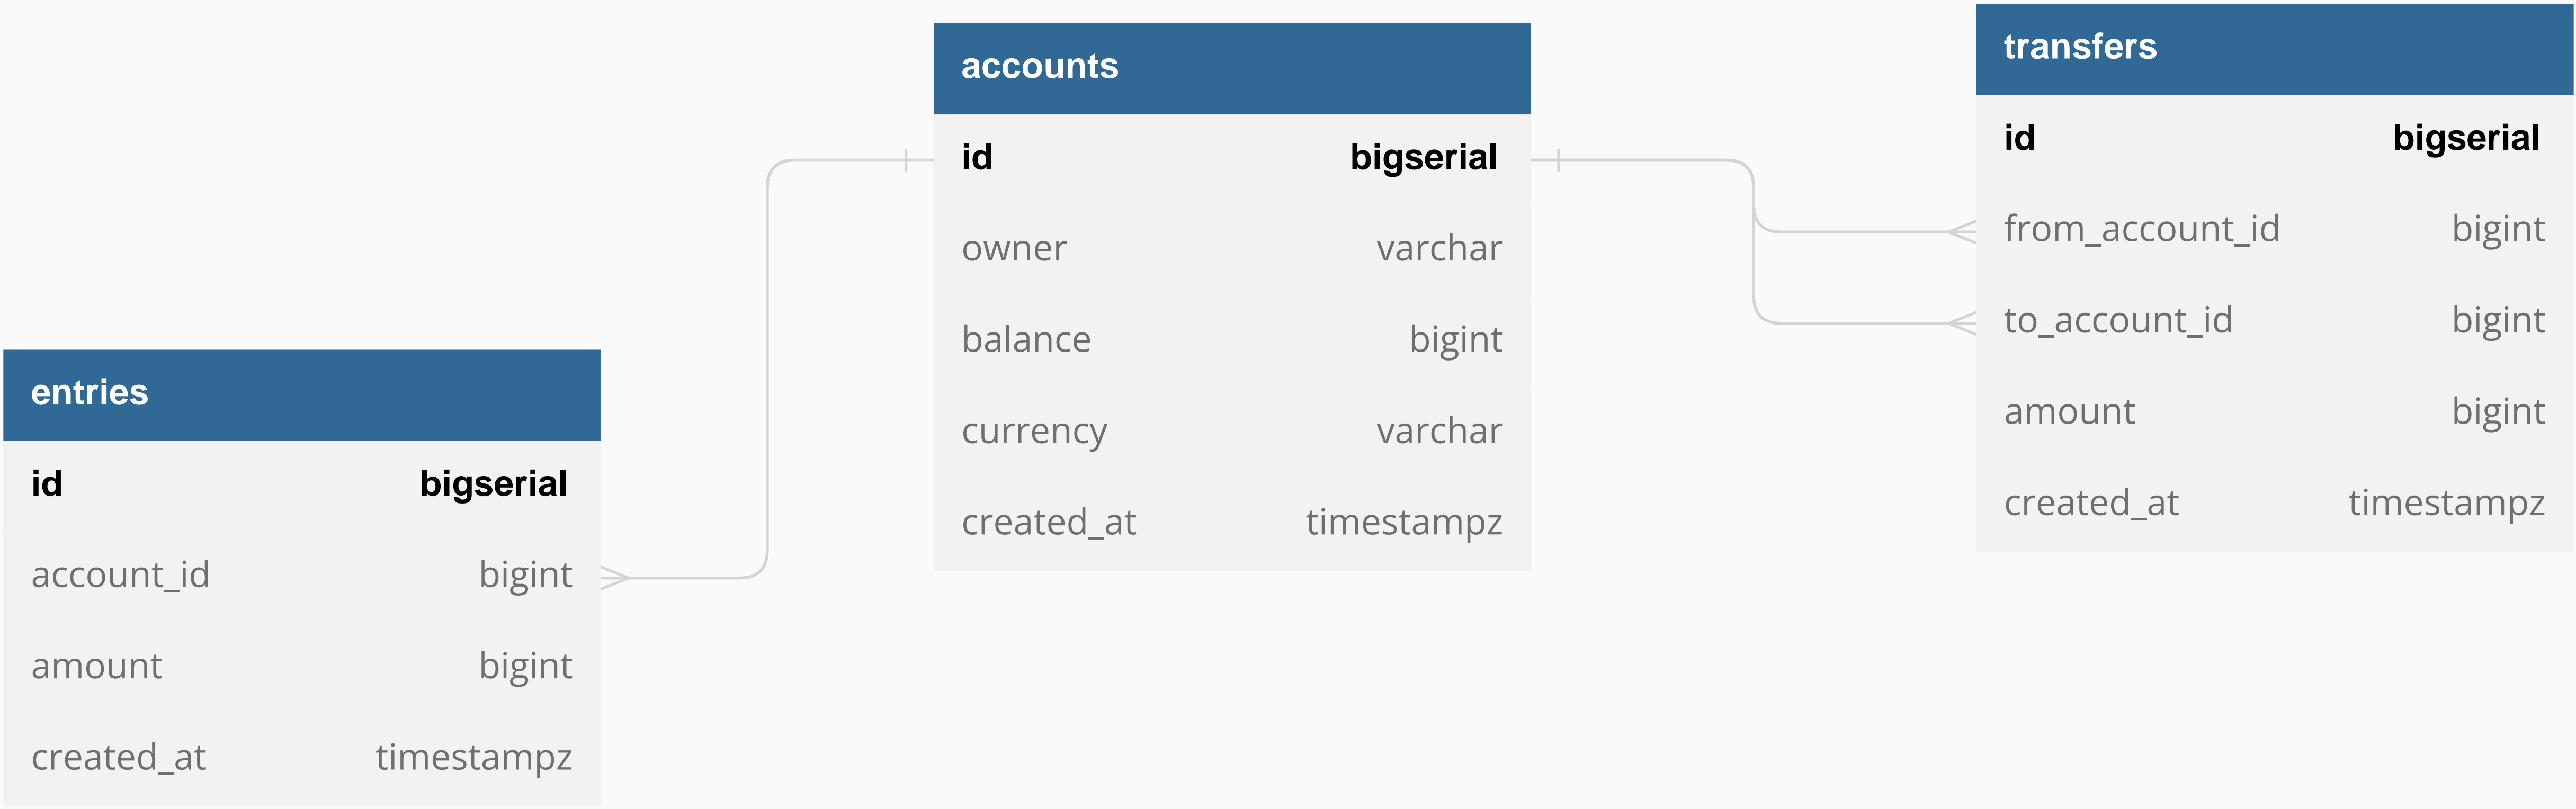 entries
id bigserial
account_id bigint
amount bigint
created_at timestampz
accounts
id bigserial
owner varchar
balance bigint
currency varchar
created_at timestampz
transfers
id bigserial
from_account_id bigint
to_account_id bigint
amount bigint
created_at timestampz